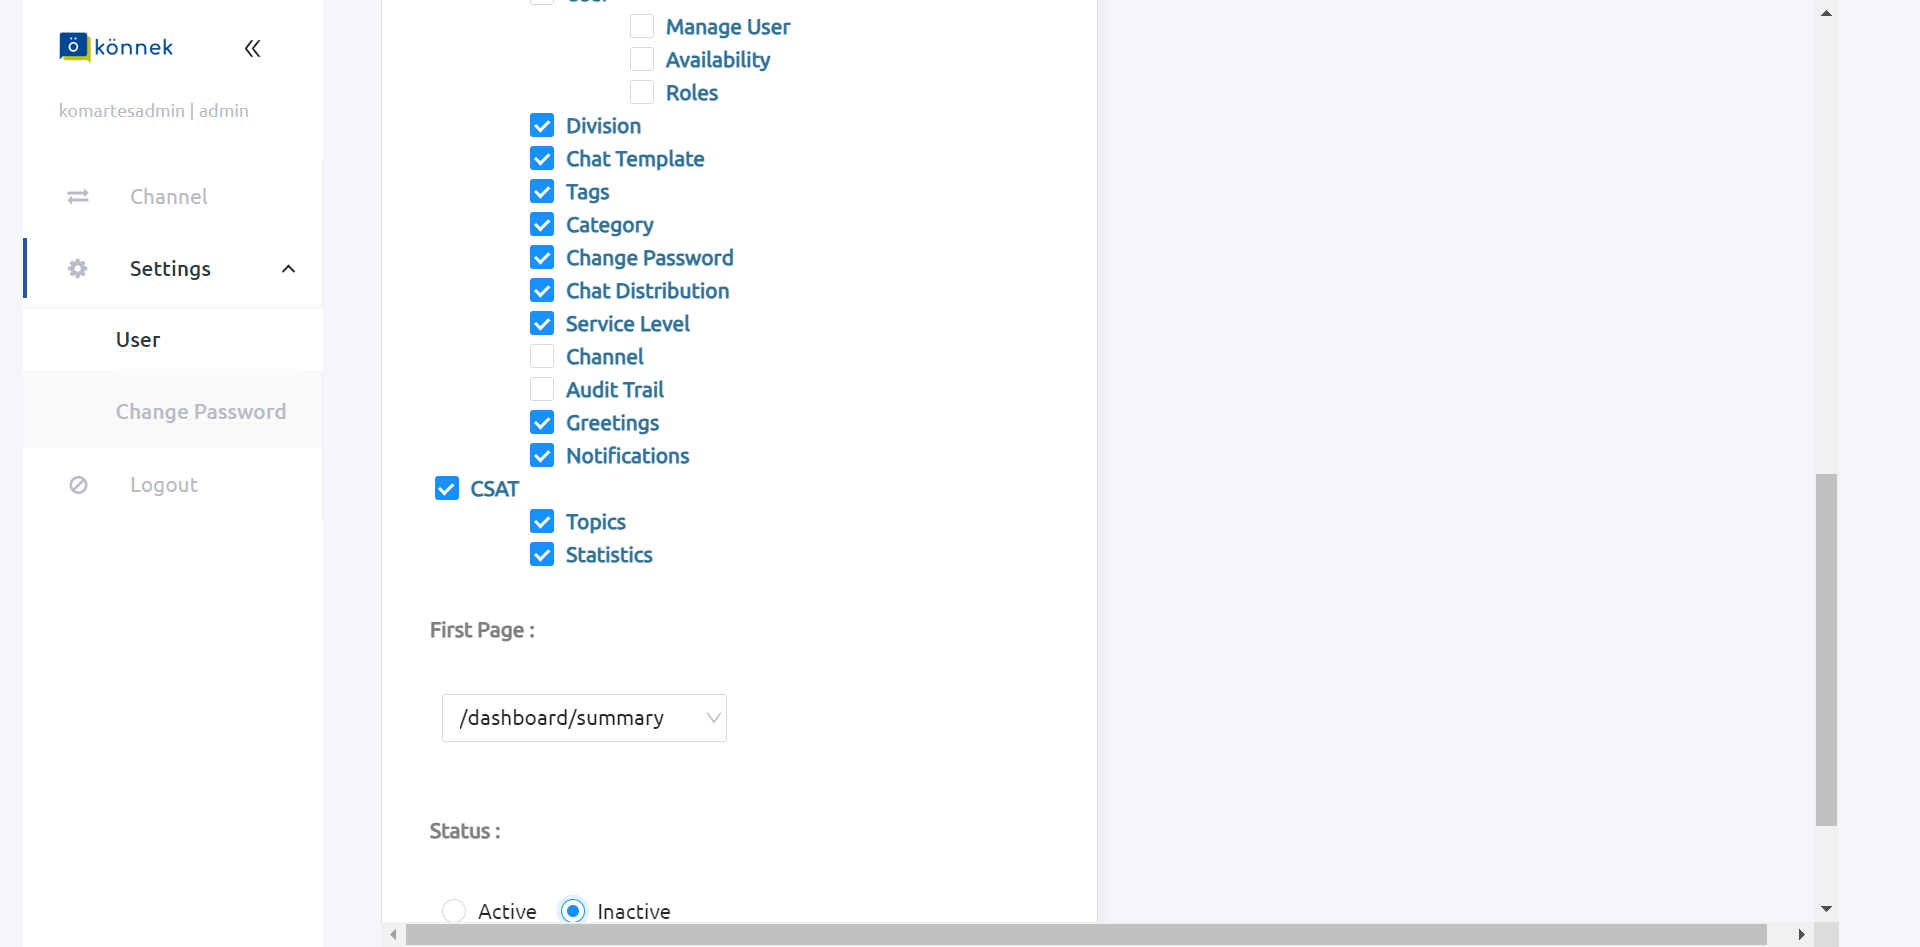 ö könnek
komartesadmin | admin
Channel
Settings
User
Change Password
Logout
Manage User
Availability
Roles
Division
Chat Template
Tags
Category
Change Password
Chat Distribution
Service Level
Channel
Audit Trail
Greetings
Notifications
CSAT
Topics
Statistics
First Page :
/dashboard/summary
Status :
Active
Inactive